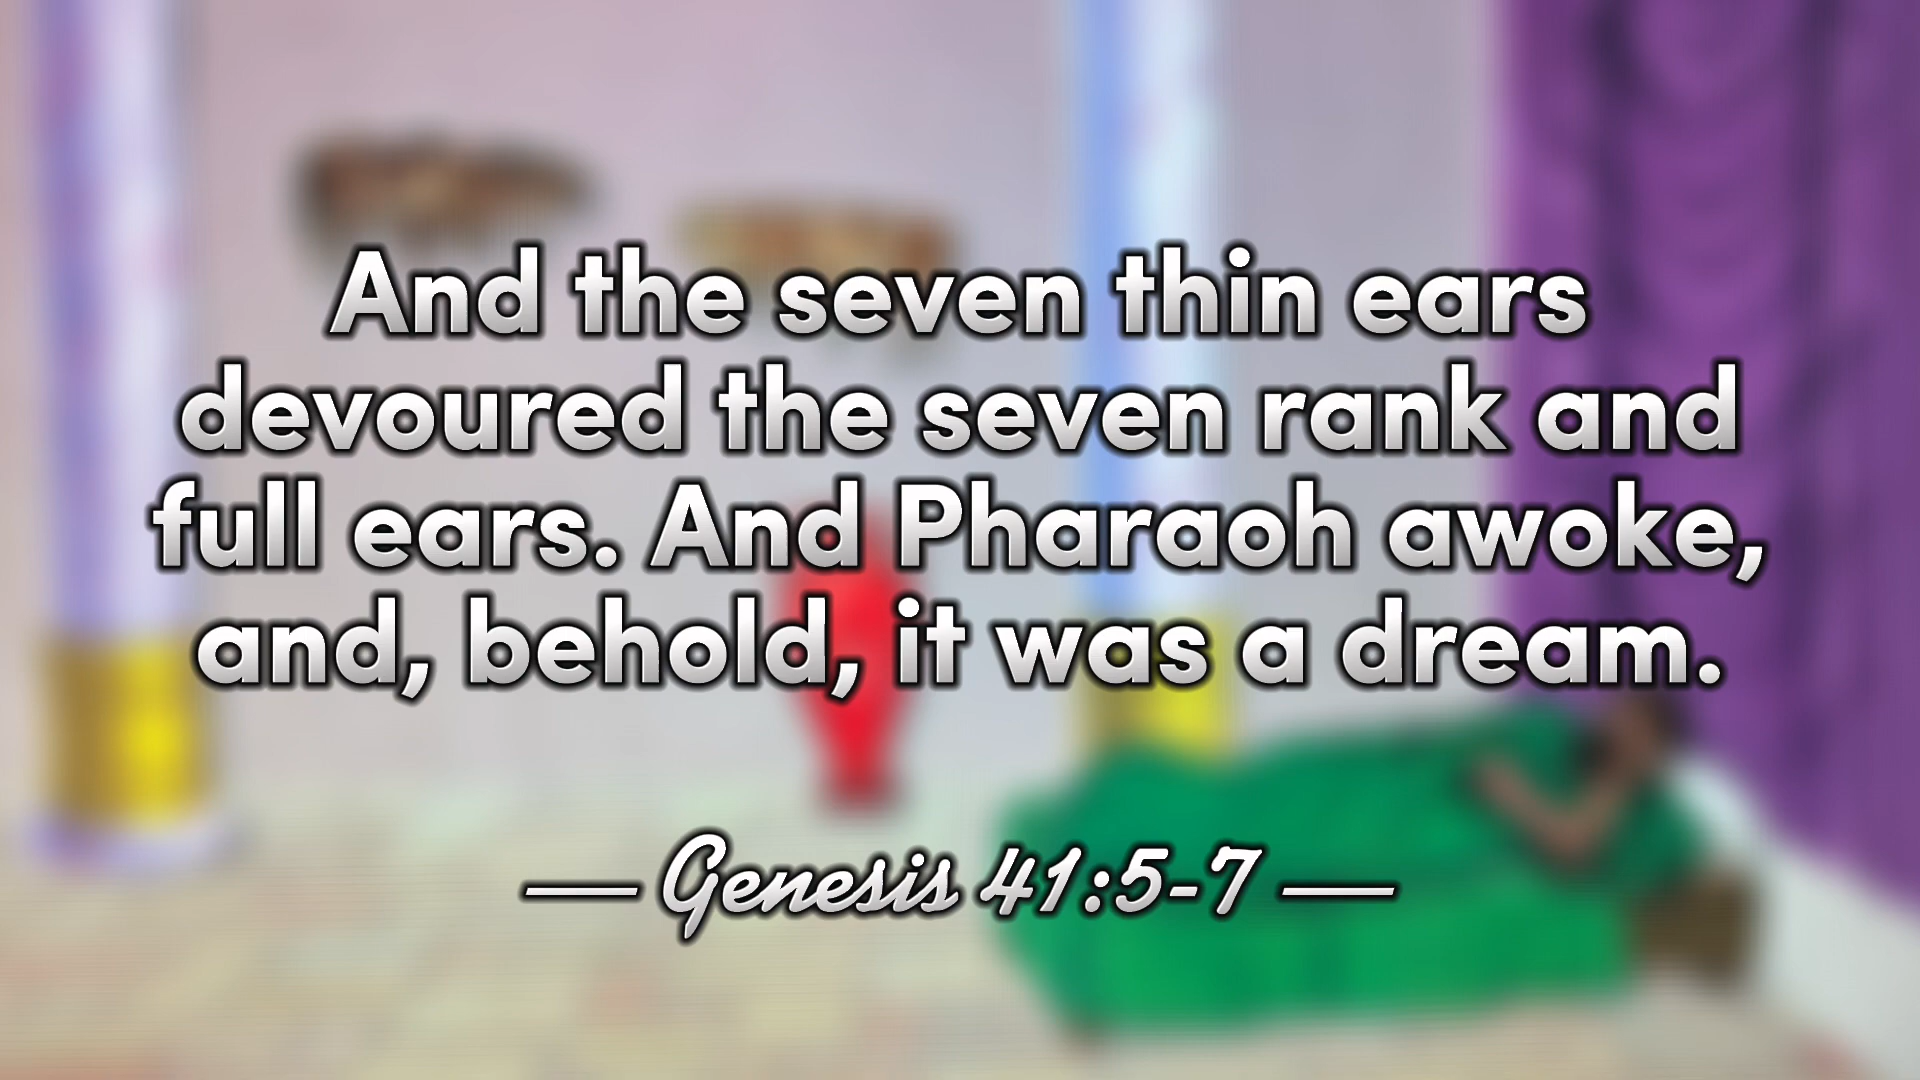 And the seven thin ears
devoured the seven rank and
full ears. And Pharaoh awoke,
and, behold, it was a dream.
— Genesis 41:5-7 —